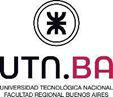 UTN.BA
UNIVERSIDAD TECNOLÓGICA NACIONAL
FACULTAD REGIONAL BUENOS AIRES